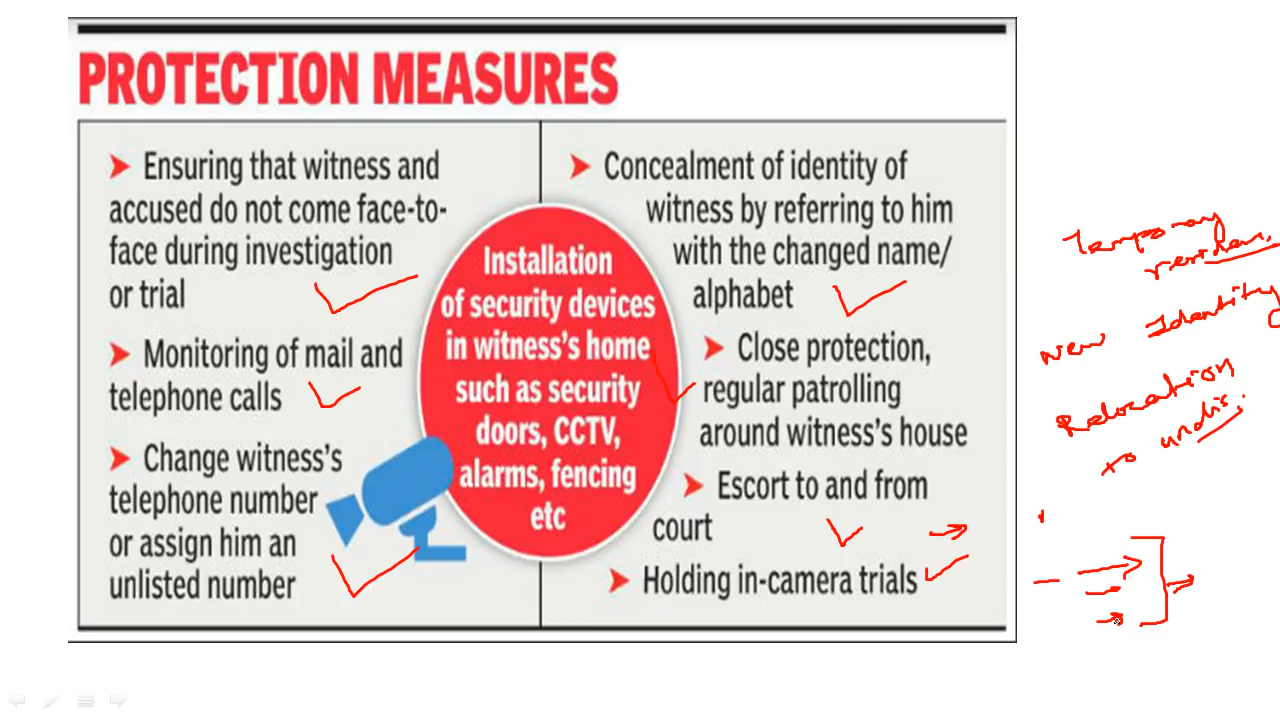 PROTECTION MEASURES
➤ Ensuring that witness and
accused do not come face-to-
face during investigation
or trial
➤ Monitoring of mail and
telephone calls
➤ Change witness's
telephone number
or assign him an
unlisted number
Installation
of security devices
in witness's home
such as security
doors, CCTV,
alarms, fencing
etc
➤ Concealment of identity of
witness by referring to him
with the changed name/
alphabet
➤ Close protection,
regular patrolling
around witness's house
➤ Escort to and from
court
➤ Holding in-camera trials
Temporary
New Identity
Relocation
to undis.